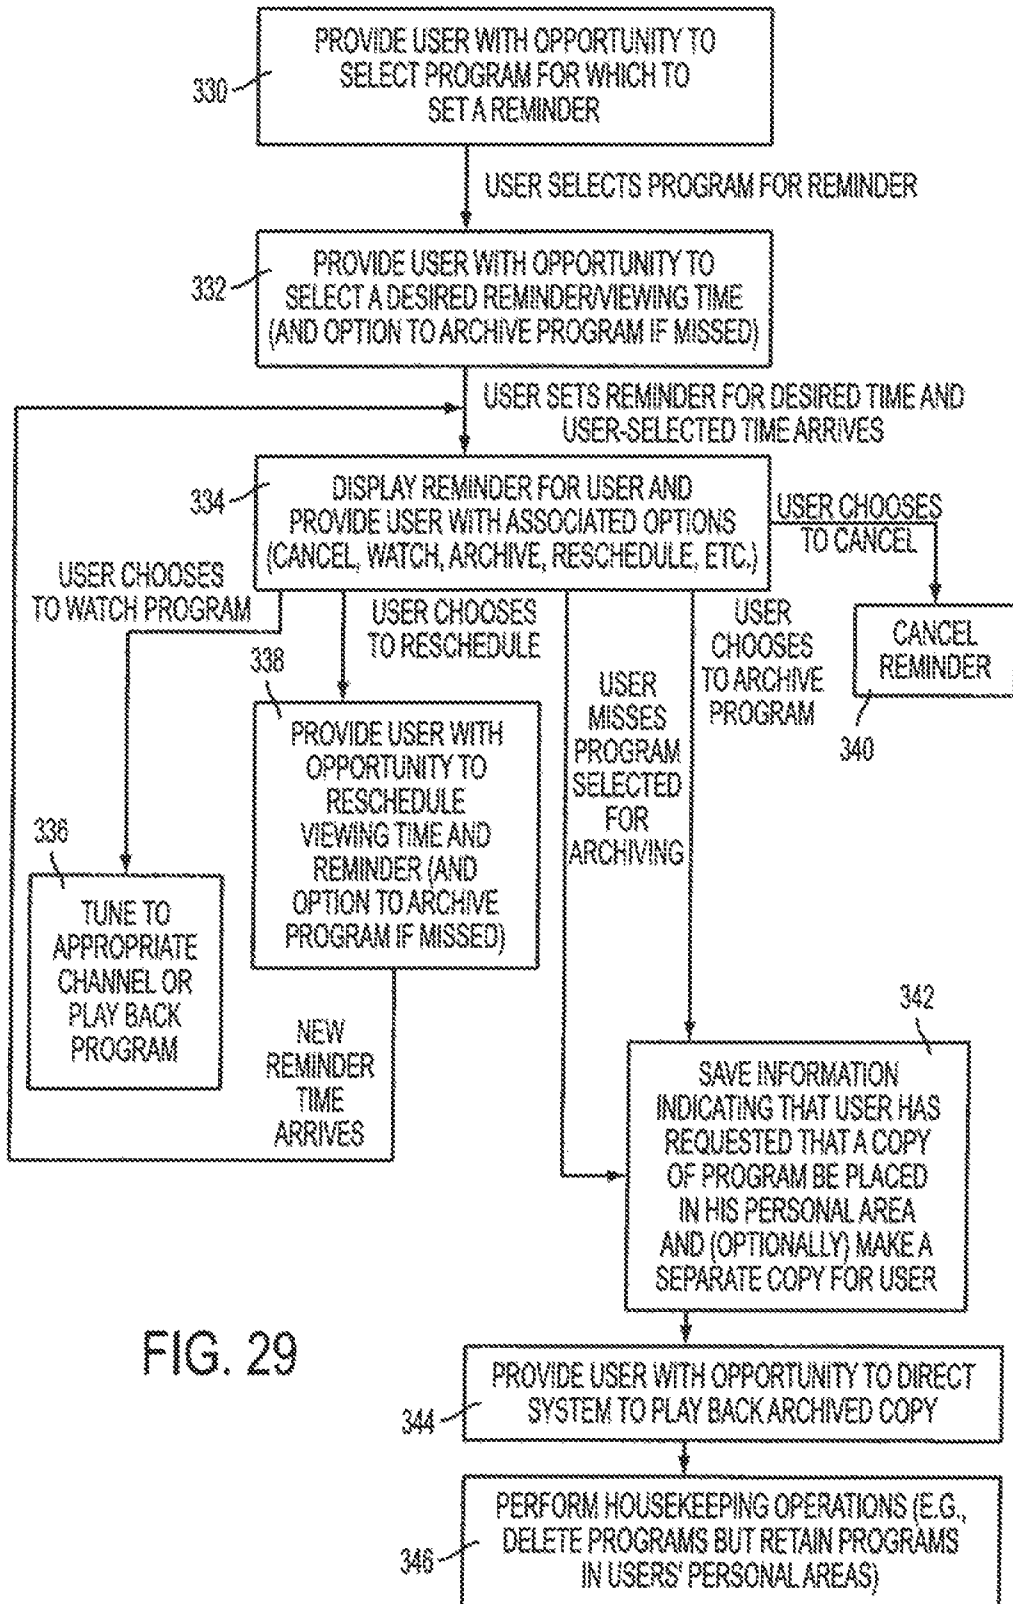 PROVIDE USER WITH OPPORTUNITY TO
SELECT PROGRAM FOR WHICH TO
SET A REMINDER
330
USER SELECTS PROGRAM FOR REMINDER
PROVIDE USER WITH OPPORTUNITY TO
SELECT A DESIRED REMINDER/VIEWING TIME
(AND OPTION TO ARCHIVE PROGRAM IF MISSED)
332
USER SETS REMINDER FOR DESIRED TIME AND
USER-SELECTED TIME ARRIVES
334
DISPLAY REMINDER FOR USER AND
PROVIDE USER WITH ASSOCIATED OPTIONS
(CANCEL, WATCH, ARCHIVE, RESCHEDULE, ETC.)
USER CHOOSES
TO CANCEL
USER CHOOSES
TO WATCH PROGRAM
USER CHOOSES
TO RESCHEDULE
USER
MISSES
PROGRAM
SELECTED
FOR
ARCHIVING
USER
CHOOSES
TO ARCHIVE
PROGRAM
CANCEL
REMINDER
340
338
PROVIDE USER WITH
OPPORTUNITY TO
RESCHEDULE
VIEWING TIME AND
REMINDER (AND
OPTION TO ARCHIVE
PROGRAM IF MISSED)
336
TUNE TO
APPROPRIATE
CHANNEL OR
PLAY BACK
PROGRAM
NEW
REMINDER
TIME
ARRIVES
342
SAVE INFORMATION
INDICATING THAT USER HAS
REQUESTED THAT A COPY
OF PROGRAM BE PLACED
IN HIS PERSONAL AREA
AND (OPTIONALLY) MAKE A
SEPARATE COPY FOR USER
FIG. 29
PROVIDE USER WITH OPPORTUNITY TO DIRECT
SYSTEM TO PLAY BACK ARCHIVED COPY
344
PERFORM HOUSEKEEPING OPERATIONS (E.G.,
DELETE PROGRAMS BUT RETAIN PROGRAMS
IN USERS' PERSONAL AREAS)
346